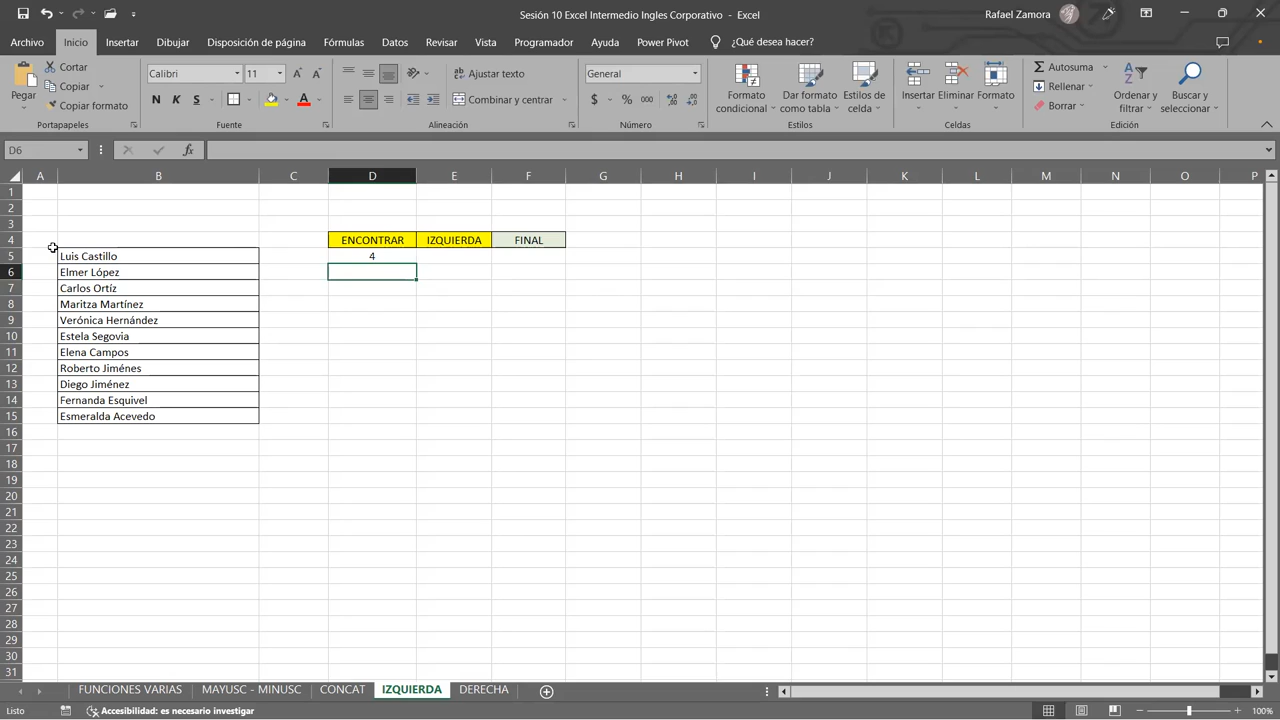 Sesión 10 Excel Intermedio Ingles Corporativo - Excel
Rafael Zamora
Archivo Inicio Insertar Dibujar Disposición de página Fórmulas Datos Revisar Vista Programador Ayuda Power Pivot ¿Qué desea hacer?
Pegar
Cortar
Copiar
Copiar formato
Portapapeles
Calibri 11
N K S
Fuente
Ajustar texto
Combinar y centrar
Alineación
General
$ % 000
Número
Formato condicional
Dar formato como tabla
Estilos de celda
Estilos
Insertar Eliminar Formato
Celdas
Autosuma
Rellenar
Borrar
Ordenar y filtrar
Buscar y seleccionar
Edición
D6 fx
A B C D E F G H I J K L M N O P
1
2
3
4 ENCONTRAR IZQUIERDA FINAL
5 Luis Castillo 4
6 Elmer López
7 Carlos Ortíz
8 Maritza Martínez
9 Verónica Hernández
10 Estela Segovia
11 Elena Campos
12 Roberto Jiménes
13 Diego Jiménez
14 Fernanda Esquivel
15 Esmeralda Acevedo
16
17
18
19
20
21
22
23
24
25
26
27
28
29
30
31
FUNCIONES VARIAS MAYUSC - MINUSC CONCAT IZQUIERDA DERECHA
Listo Accesibilidad: es necesario investigar 100%